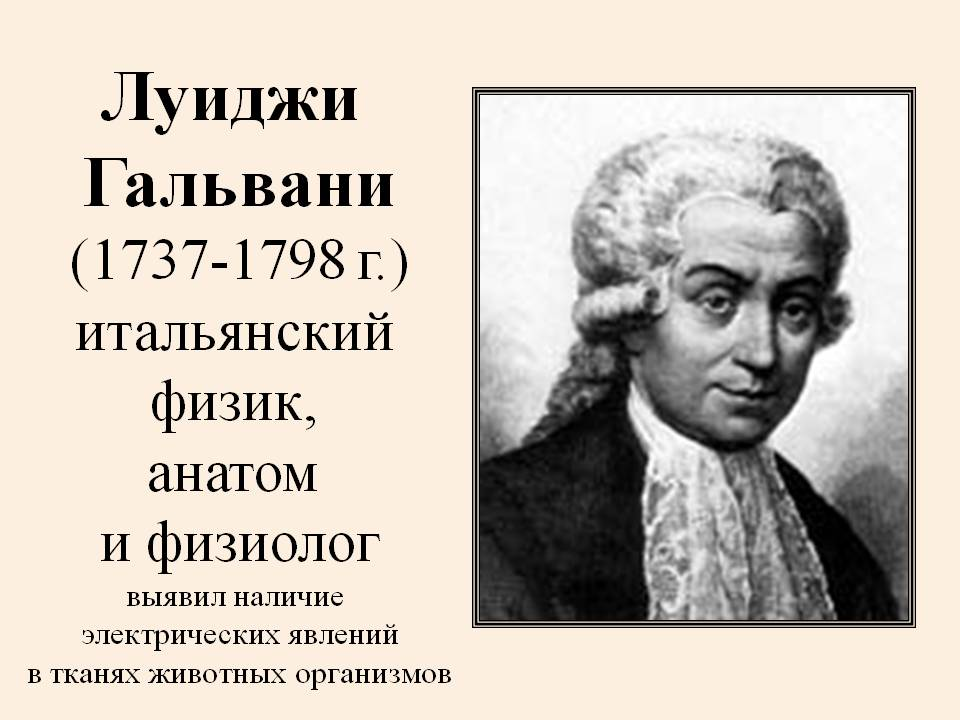 Луиджи
Гальвани
(1737-1798 г.)
итальянский
физик,
анатом
и физиолог
выявил наличие
электрических явлений
в тканях животных организмов